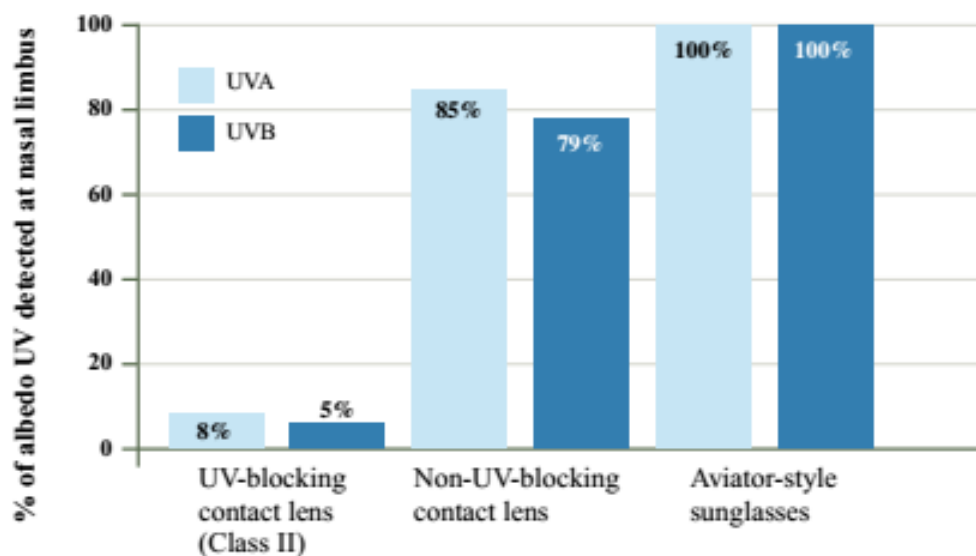 % of albedo UV detected at nasal limbus
100
80
60
40
20
0
UVA
UVB
8%
5%
85%
79%
100%
100%
UV-blocking
contact lens
(Class II)
Non-UV-blocking
contact lens
Aviator-style
sunglasses